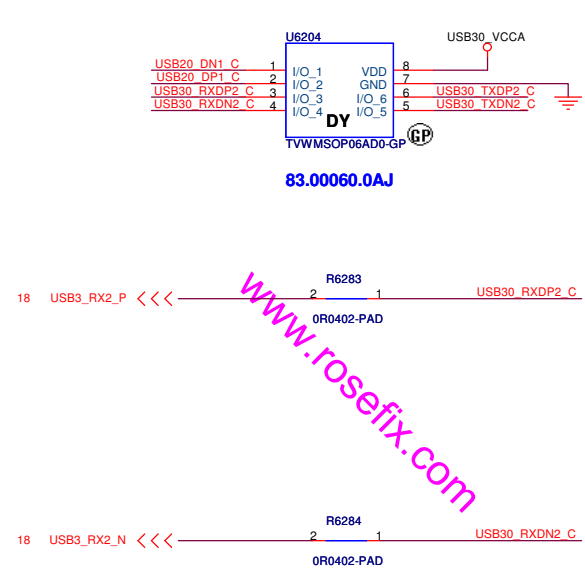 U6204
USB30_VCCA
USB20_DN1_C 1 I/O_1 VDD 8
USB20_DP1_C 2 I/O_2 GND 7
USB30_RXDP2_C 3 I/O_3 I/O_6 6 USB30_TXDP2_C
USB30_RXDN2_C 4 I/O_4 I/O_5 5 USB30_TXDN2_C
DY
GP
TVWMSOP06AD0-GP
83.00060.0AJ
R6283
18 USB3_RX2_P 2 1 USB30_RXDP2_C
0R0402-PAD
www.rosefix.com
R6284
18 USB3_RX2_N 2 1 USB30_RXDN2_C
0R0402-PAD